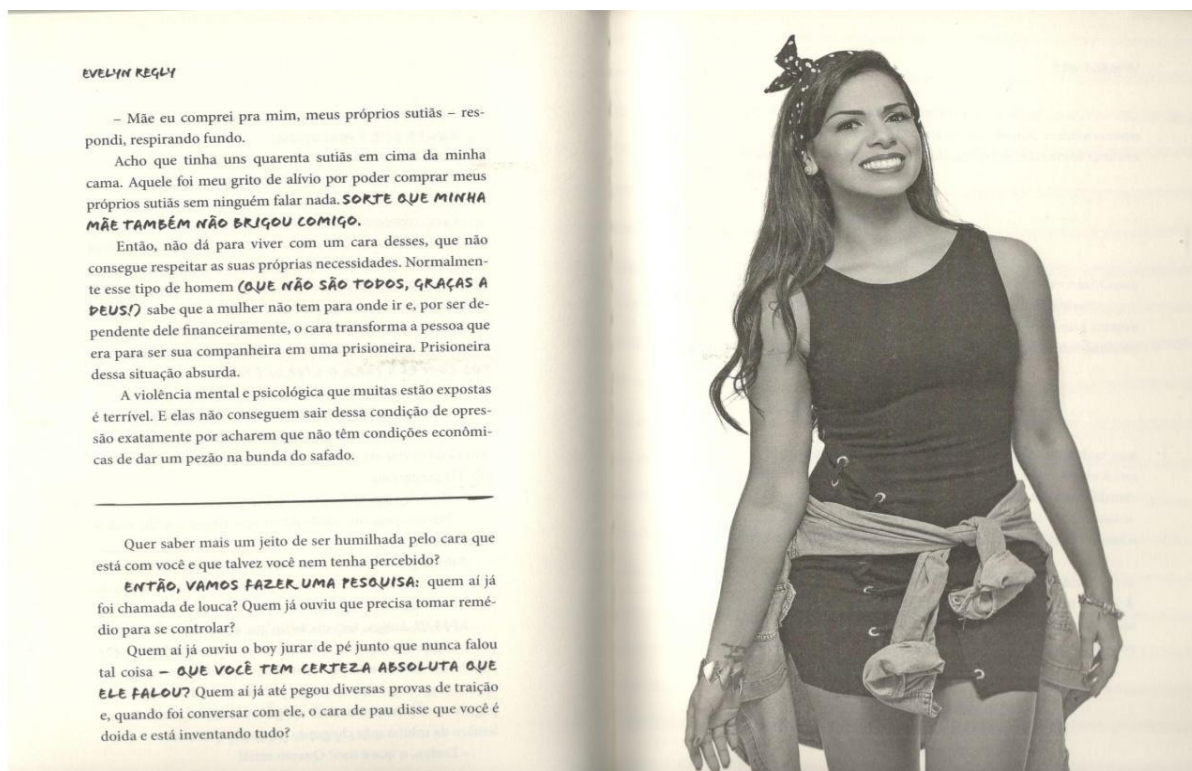 EVELYN REGLY
– Mãe eu comprei pra mim, meus próprios sutiãs – res-
pondi, respirando fundo.
Acho que tinha uns quarenta sutiãs em cima da minha
cama. Aquele foi meu grito de alívio por poder comprar meus
próprios sutiãs sem ninguém falar nada. SORTE QUE MINHA
MÃE TAMBÉM NÃO BRIGOU COMIGO.
Então, não dá para viver com um cara desses, que não
consegue respeitar as suas próprias necessidades. Normalmen-
te esse tipo de homem (QUE NÃO SÃO TODOS, GRAÇAS A
DEUS!) sabe que a mulher não tem para onde ir e, por ser de-
pendente dele financeiramente, o cara transforma a pessoa que
era para ser sua companheira em uma prisioneira. Prisioneira
dessa situação absurda.
A violência mental e psicológica que muitas estão expostas
é terrível. E elas não conseguem sair dessa condição de opres-
são exatamente por acharem que não têm condições econômi-
cas de dar um pezão na bunda do safado.
Quer saber mais um jeito de ser humilhada pelo cara que
está com você e que talvez você nem tenha percebido?
ENTÃO, VAMOS FAZER UMA PESQUISA: quem aí já
foi chamada de louca? Quem já ouviu que precisa tomar remé-
dio para se controlar?
Quem aí já ouviu o boy jurar de pé junto que nunca falou
tal coisa – QUE VOCÊ TEM CERTEZA ABSOLUTA QUE
ELE FALOU? Quem aí já até pegou diversas provas de traição
e, quando foi conversar com ele, o cara de pau disse que você é
doida e está inventando tudo?